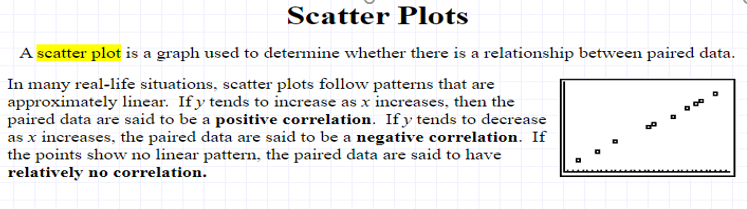 Scatter Plots
A scatter plot is a graph used to determine whether there is a relationship between paired data.
In many real-life situations, scatter plots follow patterns that are
approximately linear. If y tends to increase as x increases, then the
paired data are said to be a positive correlation. If y tends to decrease
as x increases, the paired data are said to be a negative correlation. If
the points show no linear pattern, the paired data are said to have
relatively no correlation.